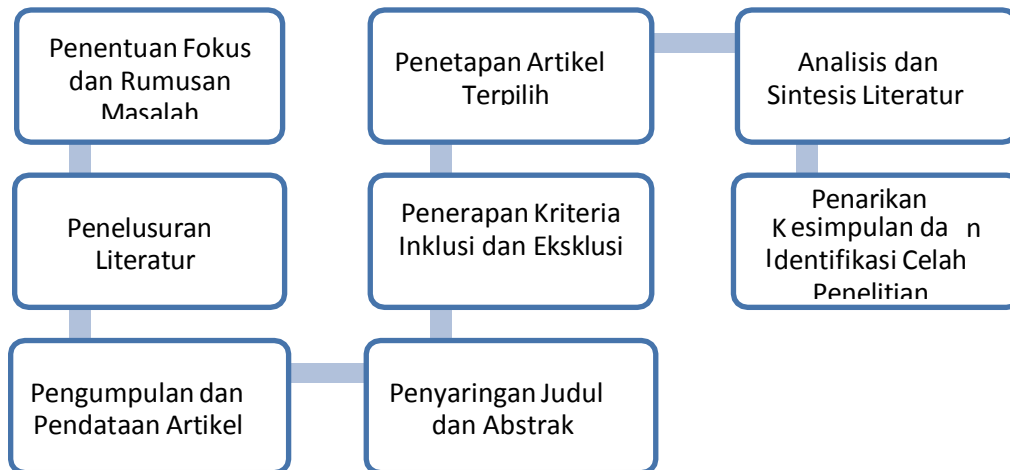 Penentuan Fokus
dan Rumusan
Masalah
Penelusuran
Literatur
Pengumpulan dan
Pendataan Artikel
Penyaringan Judul
dan Abstrak
Penerapan Kriteria
Inklusi dan Eksklusi
Penetapan Artikel
Terpilih
Analisis dan
Sintesis Literatur
Penarikan
Kesimpulan da n
Identifikasi Celah
Penelitian